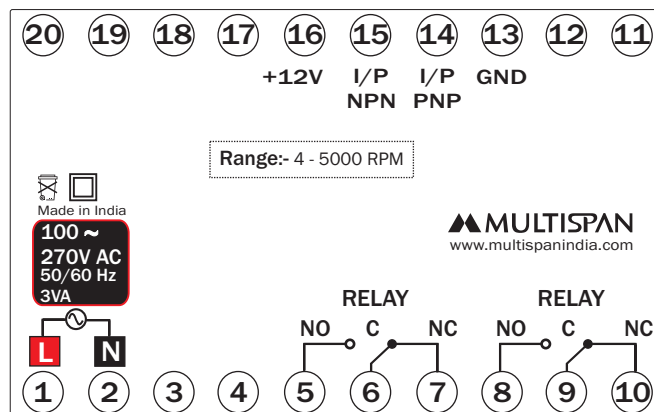 20 19 18 17 16 15 14 13 12 11
+12V I/P I/P GND
NPN PNP
Range:- 4 - 5000 RPM
Made in India
100 ~
270V AC
50/60 Hz
3VA
MULTISPAN
www.multispanindia.com
RELAY RELAY
NO C NC NO C NC
L N
1 2 3 4 5 6 7 8 9 10